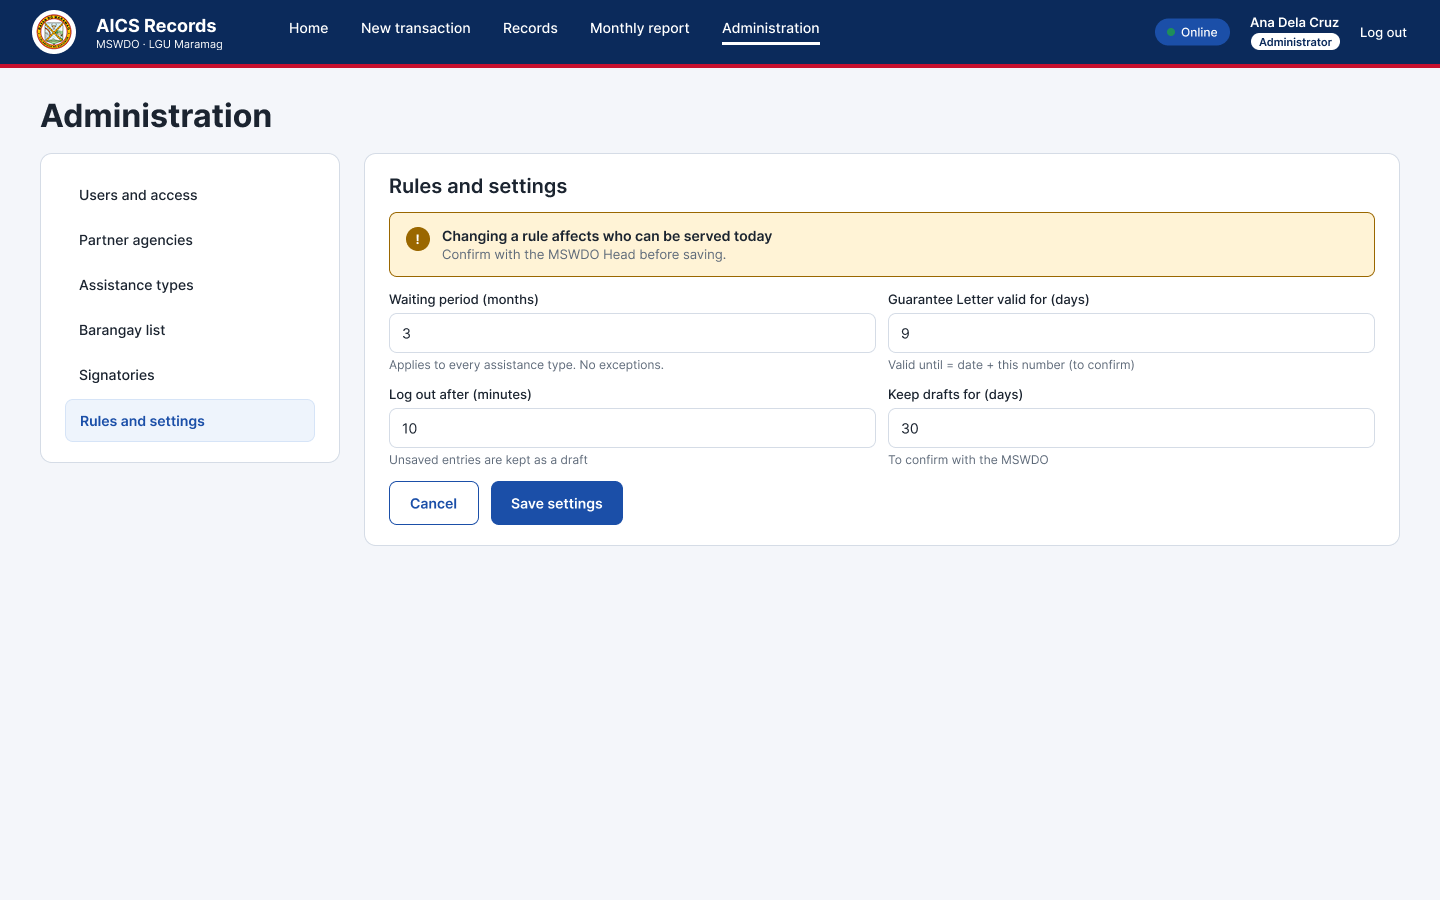 AICS Records
MSWDO · LGU Maramag
Home
New transaction
Records
Monthly report
Administration
Online
Ana Dela Cruz
Administrator
Log out
Administration
Users and access
Partner agencies
Assistance types
Barangay list
Signatories
Rules and settings
Rules and settings
!
Changing a rule affects who can be served today
Confirm with the MSWDO Head before saving.
Waiting period (months)
3
Applies to every assistance type. No exceptions.
Guarantee Letter valid for (days)
9
Valid until = date + this number (to confirm)
Log out after (minutes)
10
Unsaved entries are kept as a draft
Keep drafts for (days)
30
To confirm with the MSWDO
Cancel
Save settings